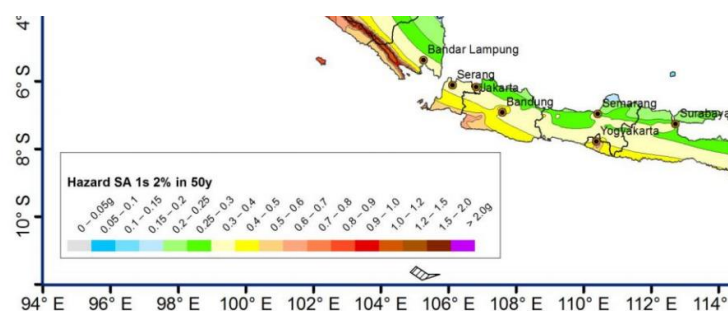 4°
Bandar Lampung
6° S
Serang
Jakarta
Bandung
Semarang
Surabaya
Yogyakarta
8° S
Hazard SA 1s 2% in 50y
0 – 0.05g
0.05 – 0.1
0.1 – 0.15
0.15 – 0.2
0.2 – 0.25
0.25 – 0.3
0.3 – 0.4
0.4 – 0.5
0.5 – 0.6
0.6 – 0.7
0.7 – 0.8
0.8 – 0.9
0.9 – 1.0
1.0 – 1.2
1.2 – 1.5
1.5 – 2.0
> 2.0g
10° S
94° E 96° E 98° E 100° E 102° E 104° E 106° E 108° E 110° E 112° E 114°